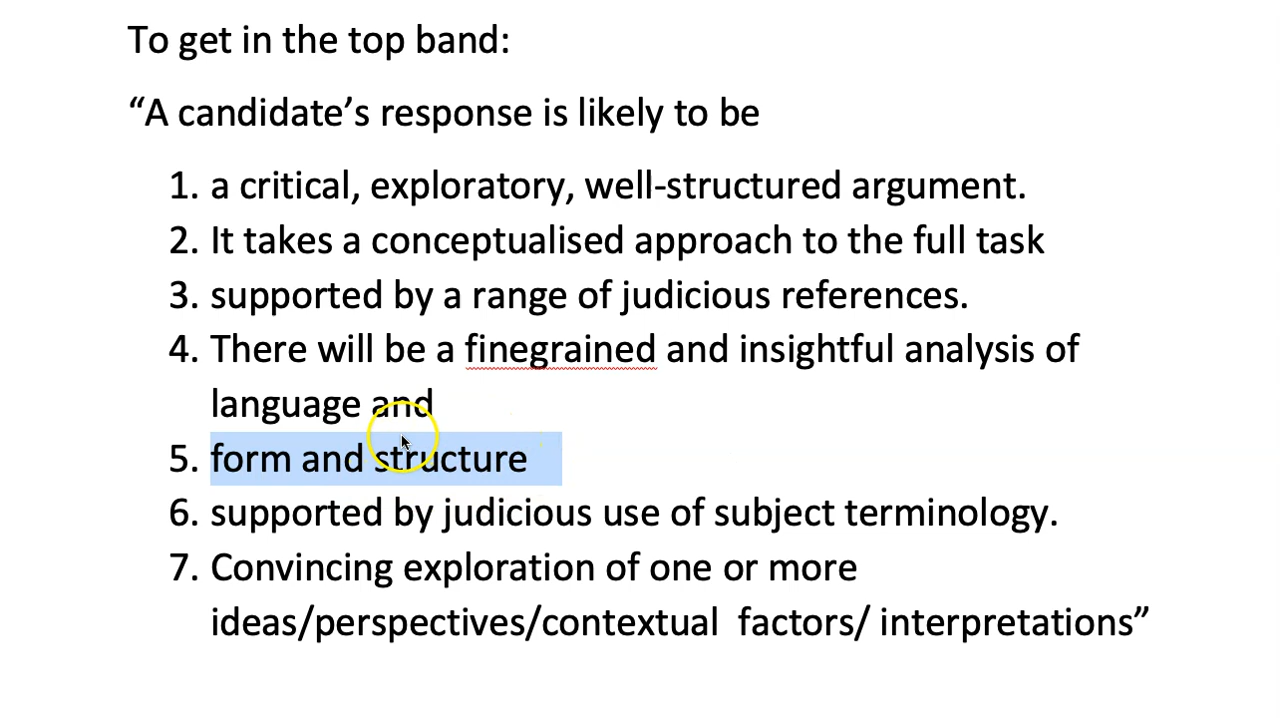 To get in the top band:
“A candidate’s response is likely to be
1. a critical, exploratory, well-structured argument.
2. It takes a conceptualised approach to the full task
3. supported by a range of judicious references.
4. There will be a finegrained and insightful analysis of
language and
5. form and structure
6. supported by judicious use of subject terminology.
7. Convincing exploration of one or more
ideas/perspectives/contextual  factors/ interpretations”